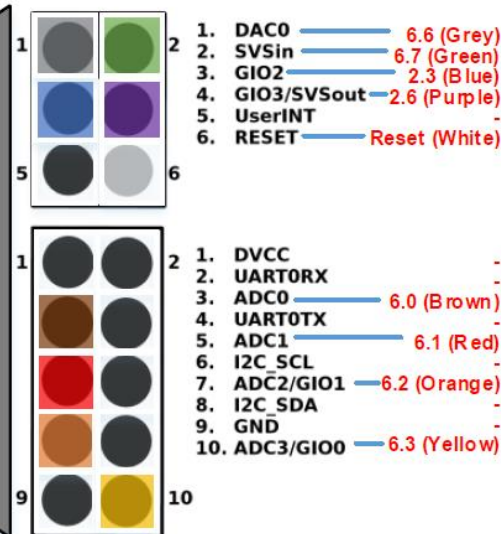 1 2 1. DAC0 6.6 (Grey)
2. SVSin 6.7 (Green)
3. GIO2 2.3 (Blue)
4. GIO3/SVSout 2.6 (Purple)
5. UserINT -
5 6 6. RESET Reset (White)
1 2 1. DVCC -
2. UART0RX -
3. ADC0 6.0 (Brown)
4. UART0TX -
5. ADC1 6.1 (Red)
6. I2C_SCL -
7. ADC2/GIO1 6.2 (Orange)
8. I2C_SDA -
9. GND -
10. ADC3/GIO0 6.3 (Yellow)
9 10